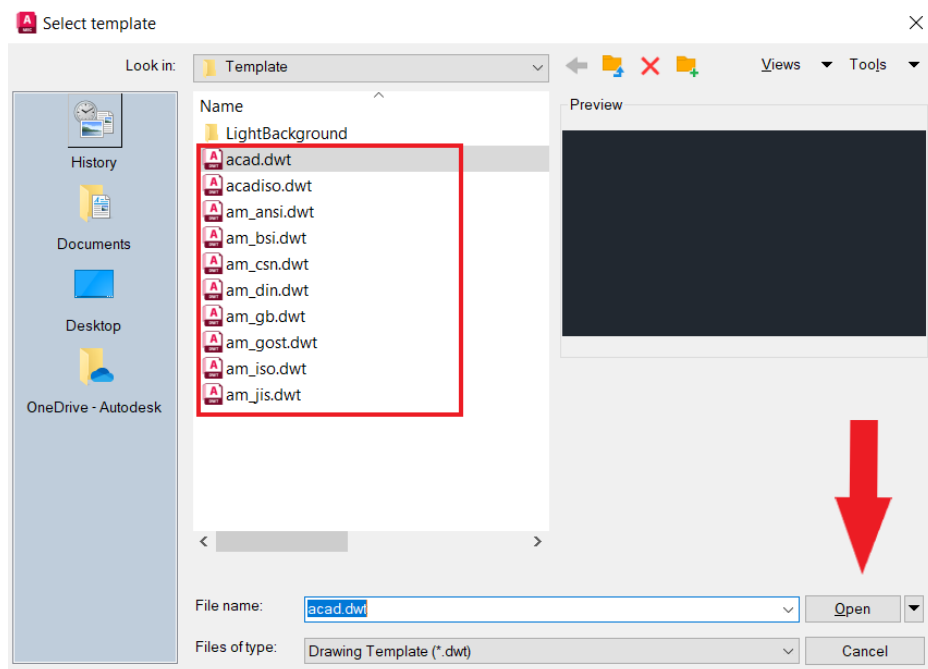 Select template
Look in:
Template
Views
Tools
Name
Preview
LightBackground
acad.dwt
acadiso.dwt
am_ansi.dwt
am_bsi.dwt
am_csn.dwt
am_din.dwt
am_gb.dwt
am_gost.dwt
am_iso.dwt
am_jis.dwt
History
Documents
Desktop
OneDrive - Autodesk
File name:
acad.dwt
Open
Files of type:
Drawing Template (*.dwt)
Cancel